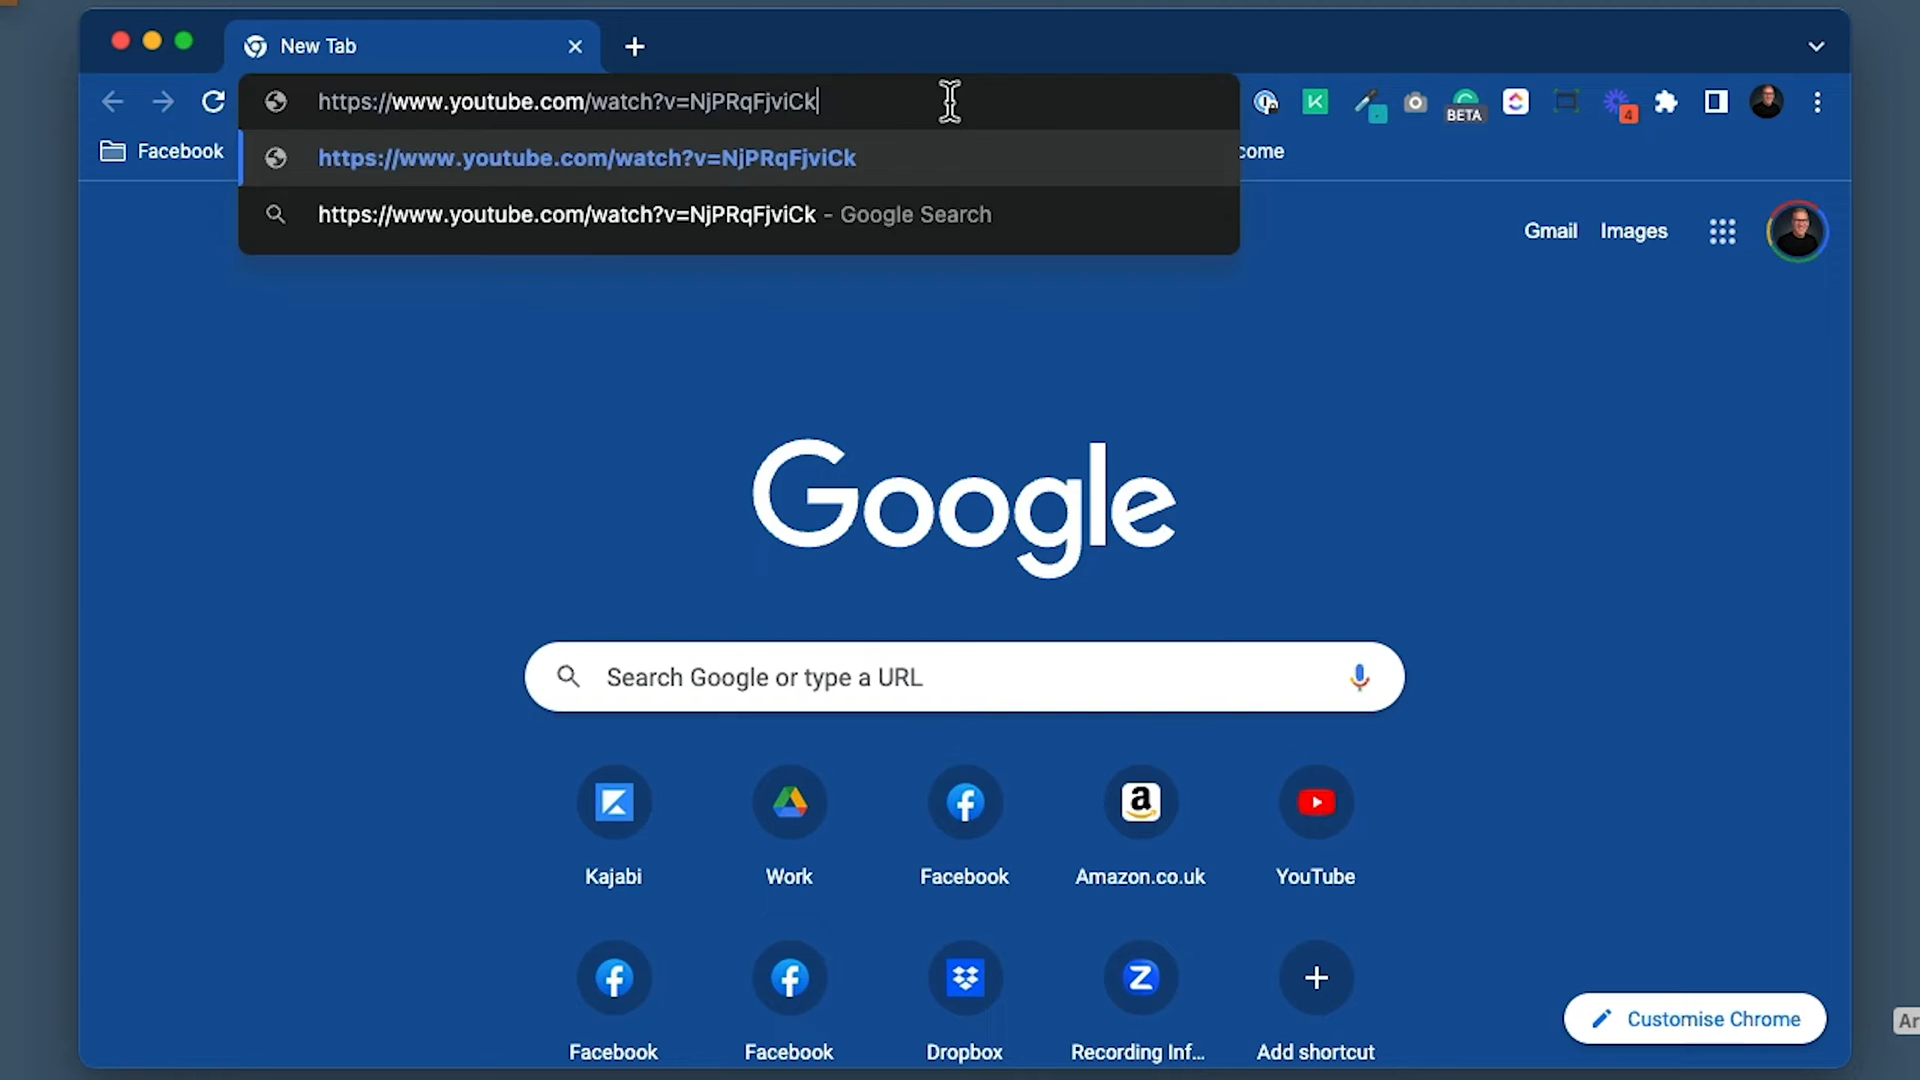 New Tab
https://www.youtube.com/watch?v=NjPRqFjviCk
BETA
4
Facebook
https://www.youtube.com/watch?v=NjPRqFjviCk
come
https://www.youtube.com/watch?v=NjPRqFjviCk - Google Search
Gmail Images
Google
Search Google or type a URL
Kajabi Work Facebook Amazon.co.uk YouTube
Facebook Facebook Dropbox Recording Inf... Add shortcut
Customise Chrome
Ar